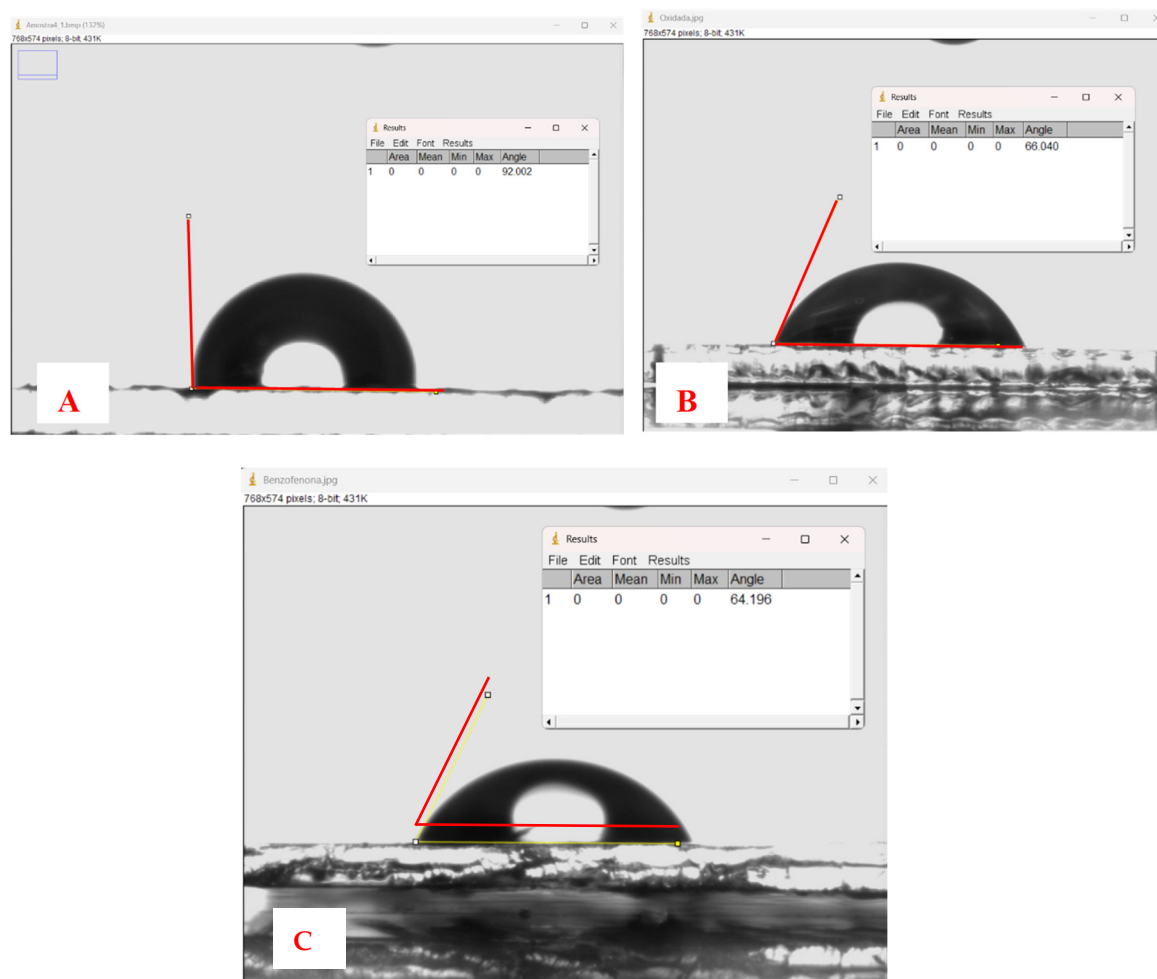 Amostra4_1.bmp (132%)
768x574 pixels; 8-bit; 431K
Results
File Edit Font Results
Area Mean Min Max Angle
1 0 0 0 0 92.002
A
Oxidada.jpg
768x574 pixels; 8-bit; 431K
Results
File Edit Font Results
Area Mean Min Max Angle
1 0 0 0 0 66.040
B
Benzofenona.jpg
768x574 pixels; 8-bit; 431K
Results
File Edit Font Results
Area Mean Min Max Angle
1 0 0 0 0 64.196
C